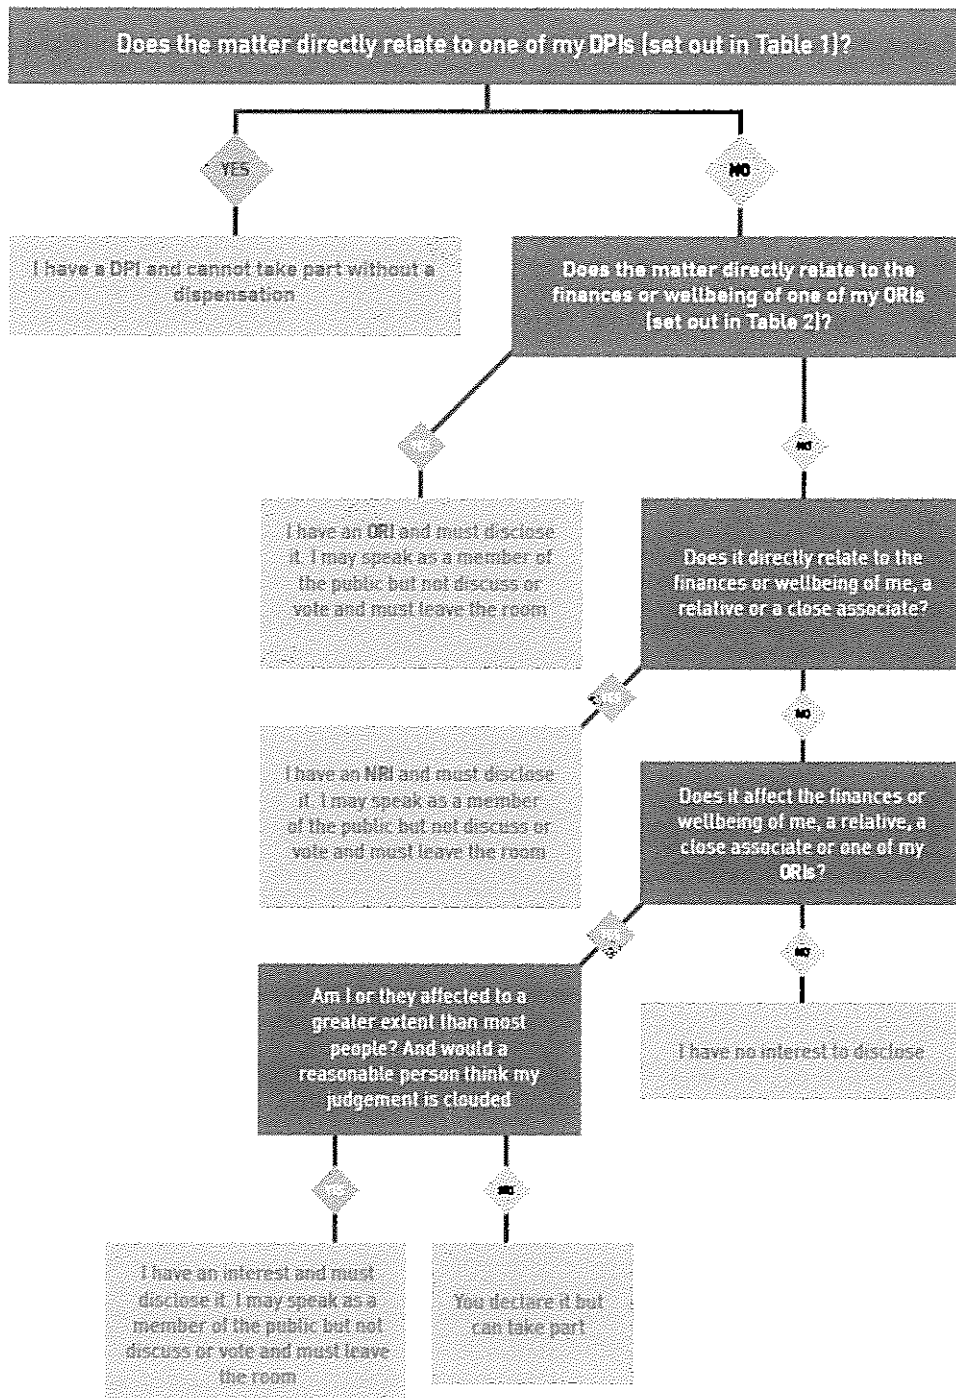 Does the matter directly relate to one of my DPIs (set out in Table 1)?
YES
NO
I have a DPI and cannot take part without a
dispensation
Does the matter directly relate to the
finances or wellbeing of one of my ORIs
(set out in Table 2)?
YES
NO
I have an ORI and must disclose
it. I may speak as a member of
the public but not discuss or
vote and must leave the room
Does it directly relate to the
finances or wellbeing of me, a
relative or a close associate?
YES
NO
I have an NRI and must disclose
it. I may speak as a member
of the public but not discuss or
vote and must leave the room
Does it affect the finances or
wellbeing of me, a relative, a
close associate or one of my
ORIs?
NO
Am I or they affected to a
greater extent than most
people? And would a
reasonable person think my
judgement is clouded
I have no interest to disclose
YES
NO
I have an interest and must
disclose it. I may speak as a
member of the public but not
discuss or vote and must leave
the room
You declare it but
can take part